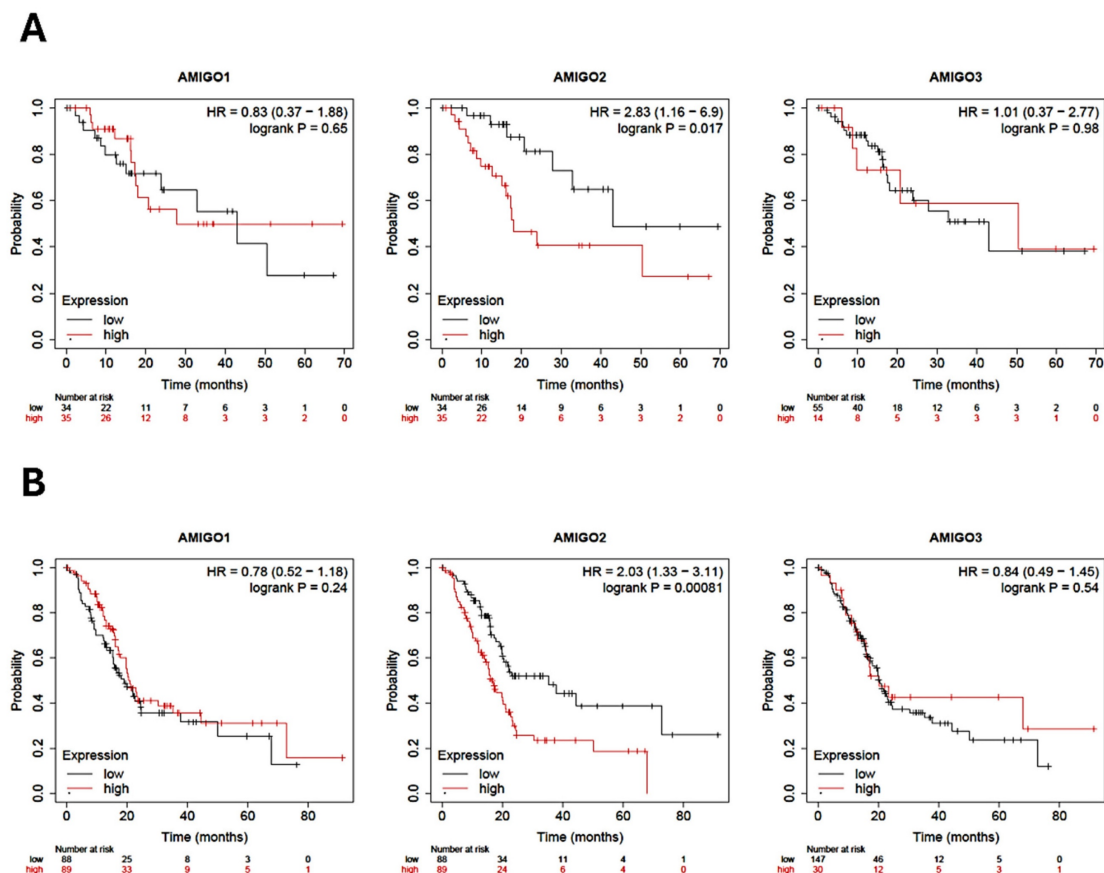 A
AMIGO1
HR = 0.83 (0.37 − 1.88)
logrank P = 0.65
Probability
1.0
0.8
0.6
0.4
0.2
0.0
Expression
low
high
0 10 20 30 40 50 60 70
Time (months)
Number at risk
low 34 22 11 7 6 3 1 0
high 35 26 12 8 3 3 2 0
AMIGO2
HR = 2.83 (1.16 − 6.9)
logrank P = 0.017
Probability
1.0
0.8
0.6
0.4
0.2
0.0
Expression
low
high
0 10 20 30 40 50 60 70
Time (months)
Number at risk
low 34 26 14 9 6 3 1 0
high 35 22 9 6 3 3 2 0
AMIGO3
HR = 1.01 (0.37 − 2.77)
logrank P = 0.98
Probability
1.0
0.8
0.6
0.4
0.2
0.0
Expression
low
high
0 10 20 30 40 50 60 70
Time (months)
Number at risk
low 55 40 18 12 6 3 2 0
high 14 8 5 3 3 3 1 0
B
AMIGO1
HR = 0.78 (0.52 − 1.18)
logrank P = 0.24
Probability
1.0
0.8
0.6
0.4
0.2
0.0
Expression
low
high
0 20 40 60 80
Time (months)
Number at risk
low 88 25 8 3 0
high 89 33 9 5 1
AMIGO2
HR = 2.03 (1.33 − 3.11)
logrank P = 0.00081
Probability
1.0
0.8
0.6
0.4
0.2
0.0
Expression
low
high
0 20 40 60 80
Time (months)
Number at risk
low 88 34 11 4 1
high 89 24 6 4 0
AMIGO3
HR = 0.84 (0.49 − 1.45)
logrank P = 0.54
Probability
1.0
0.8
0.6
0.4
0.2
0.0
Expression
low
high
0 20 40 60 80
Time (months)
Number at risk
low 147 46 12 5 0
high 30 12 5 3 1